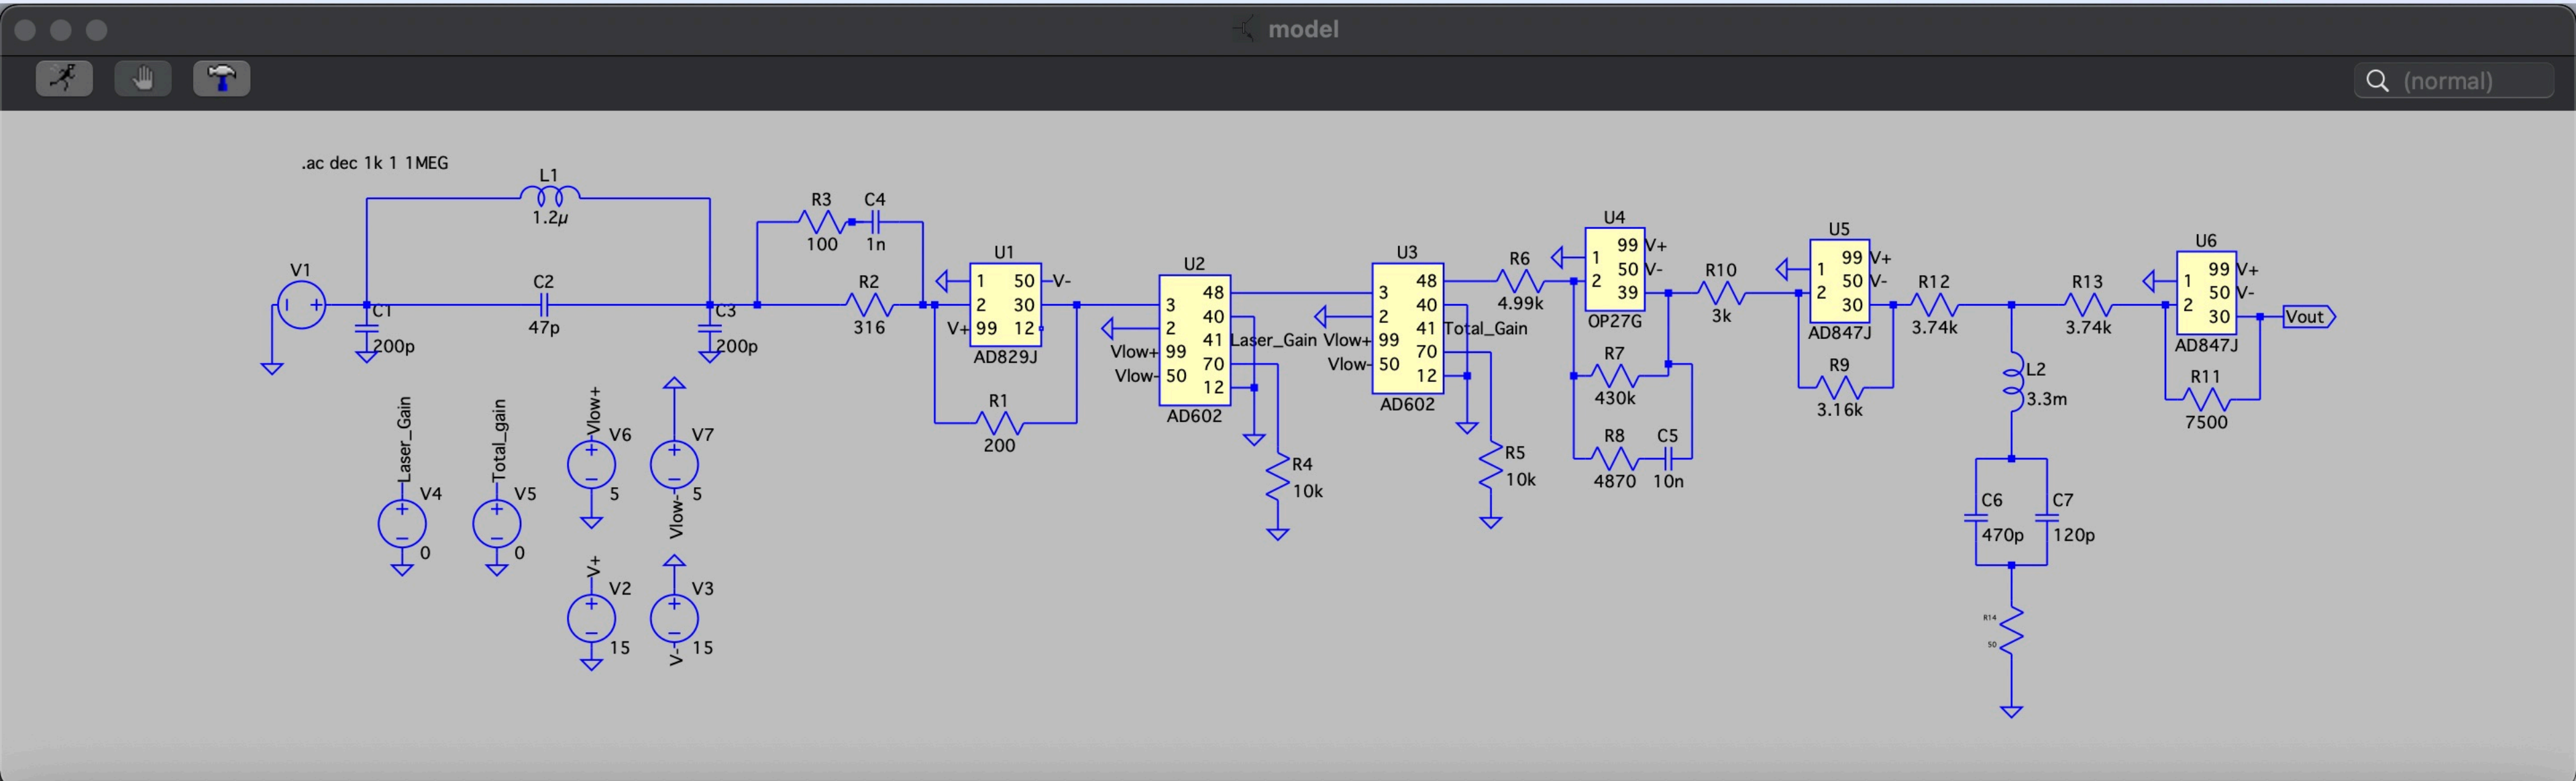 model
(normal)
.ac dec 1k 1 1MEG
L1
1.2µ
V1
C1
200p
C2
47p
C3
200p
R3
100
C4
1n
R2
316
U1
1
2
V+
99
50
V-
30
12
AD829J
R1
200
U2
3
2
Vlow+
99
Vlow-
50
48
40
41
Laser_Gain
70
12
AD602
R4
10k
U3
3
2
Vlow+
99
Vlow-
50
48
40
41
Total_Gain
70
12
AD602
R5
10k
R6
4.99k
U4
1
2
99
V+
50
V-
39
OP27G
R7
430k
R8
4870
C5
10n
R10
3k
U5
1
2
99
V+
50
V-
30
AD847J
R9
3.16k
R12
3.74k
L2
3.3m
C6
470p
C7
120p
R14
50
R13
3.74k
U6
1
2
99
V+
50
V-
30
AD847J
R11
7500
Vout
Laser_Gain
V4
0
Total_gain
V5
0
Vlow+
V6
5
V7
5
Vlow-
V+
V2
15
V3
15
V-